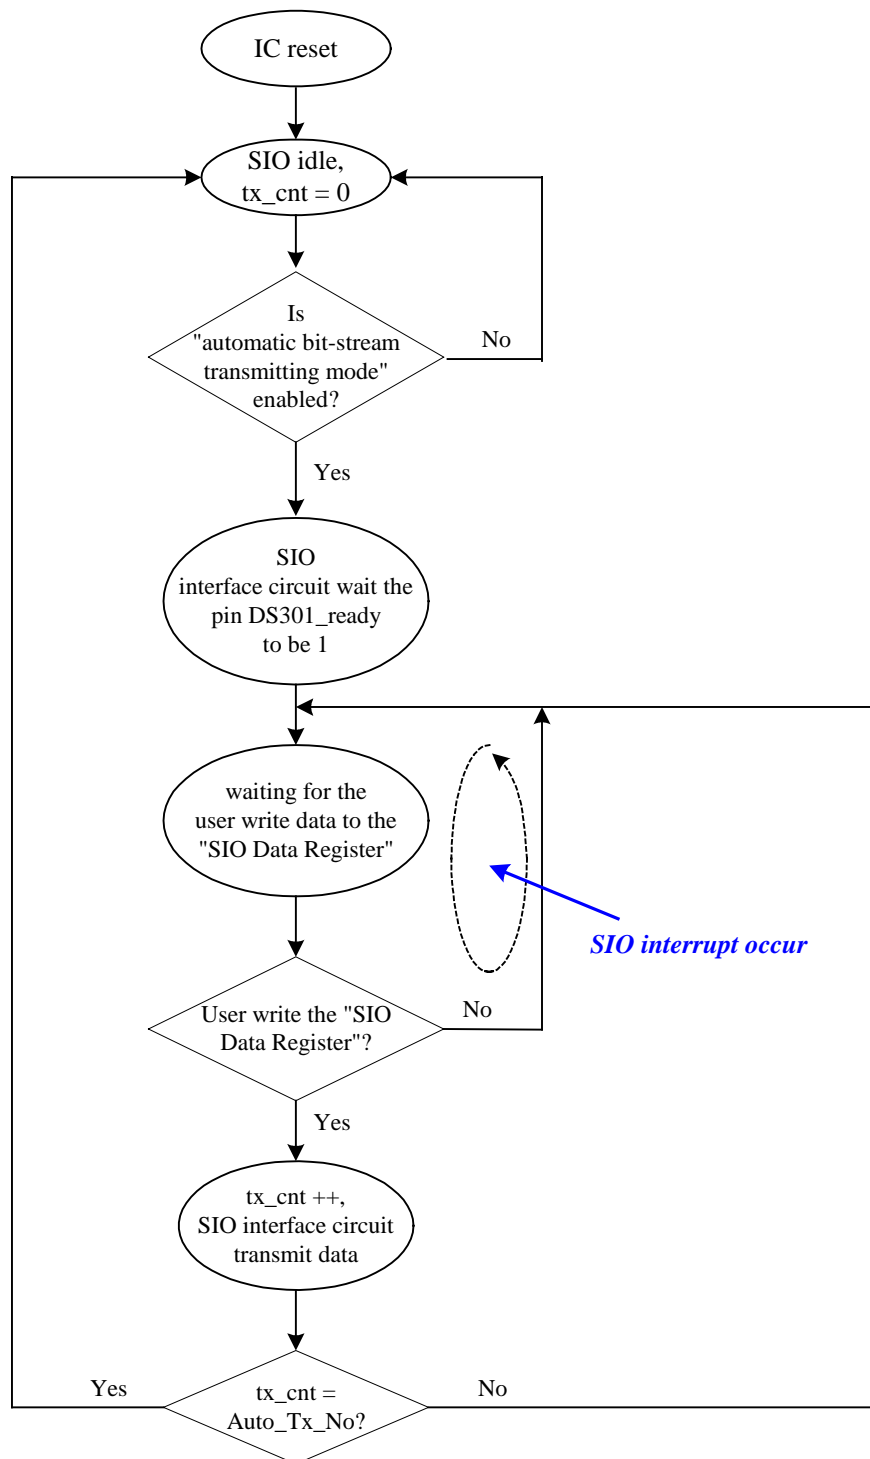 IC reset
SIO idle,
tx_cnt = 0
Is
"automatic bit-stream
transmitting mode"
enabled?
No
Yes
SIO
interface circuit wait the
pin DS301_ready
to be 1
waiting for the
user write data to the
"SIO Data Register"
SIO interrupt occur
User write the "SIO
Data Register"?
No
Yes
tx_cnt ++,
SIO interface circuit
transmit data
Yes
tx_cnt =
Auto_Tx_No?
No